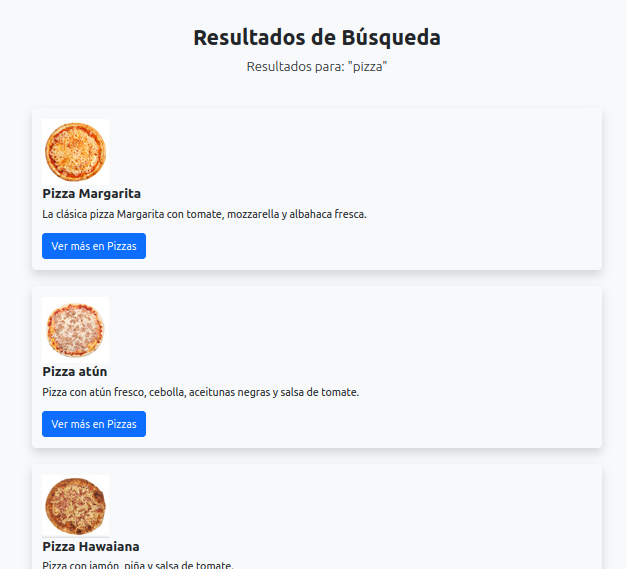 Resultados de Búsqueda
Resultados para: "pizza"
Pizza Margarita
La clásica pizza Margarita con tomate, mozzarella y albahaca fresca.
Ver más en Pizzas
Pizza atún
Pizza con atún fresco, cebolla, aceitunas negras y salsa de tomate.
Ver más en Pizzas
Pizza Hawaiana
Pizza con jamón, piña y salsa de tomate.